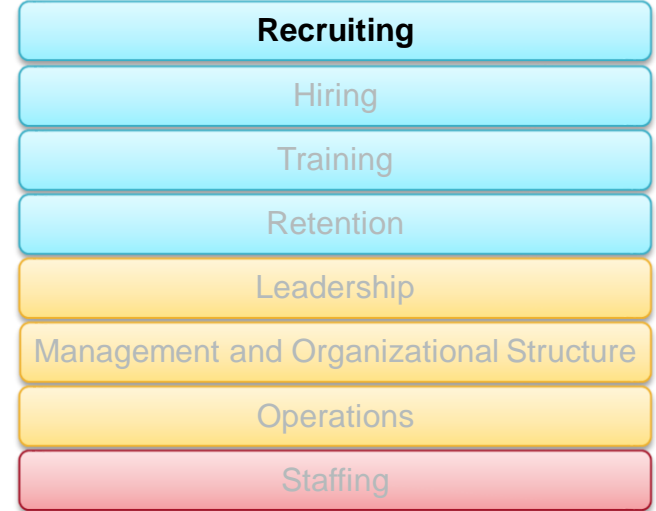 Recruiting
Hiring
Training
Retention
Leadership
Management and Organizational Structure
Operations
Staffing